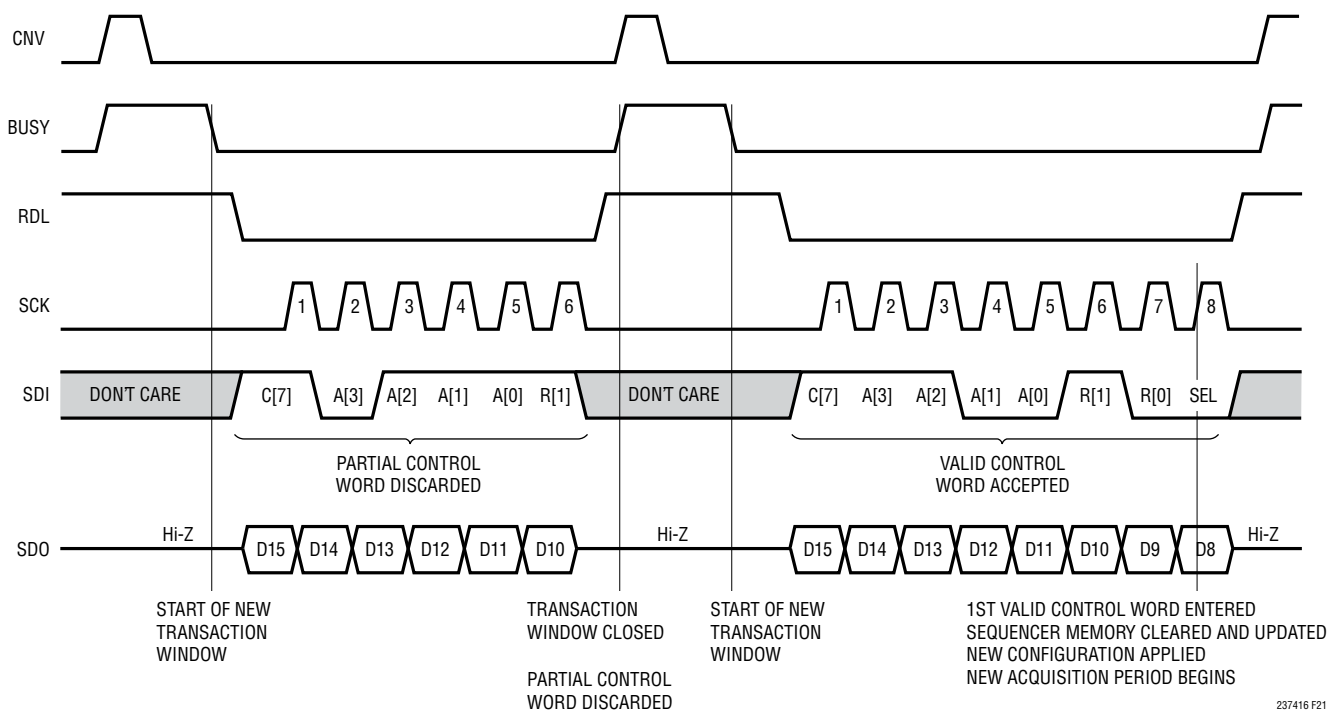 CNV
BUSY
RDL
SCK 1 2 3 4 5 6 1 2 3 4 5 6 7 8
SDI DON'T CARE C[7] A[3] A[2] A[1] A[0] R[1] DON'T CARE C[7] A[3] A[2] A[1] A[0] R[1] R[0] SEL
PARTIAL CONTROL
WORD DISCARDED
VALID CONTROL
WORD ACCEPTED
SDO Hi-Z D15 D14 D13 D12 D11 D10 Hi-Z D15 D14 D13 D12 D11 D10 D9 D8 Hi-Z
START OF NEW
TRANSACTION
WINDOW
TRANSACTION
WINDOW CLOSED
PARTIAL CONTROL
WORD DISCARDED
START OF NEW
TRANSACTION
WINDOW
1ST VALID CONTROL WORD ENTERED
SEQUENCER MEMORY CLEARED AND UPDATED
NEW CONFIGURATION APPLIED
NEW ACQUISITION PERIOD BEGINS
237416 F21